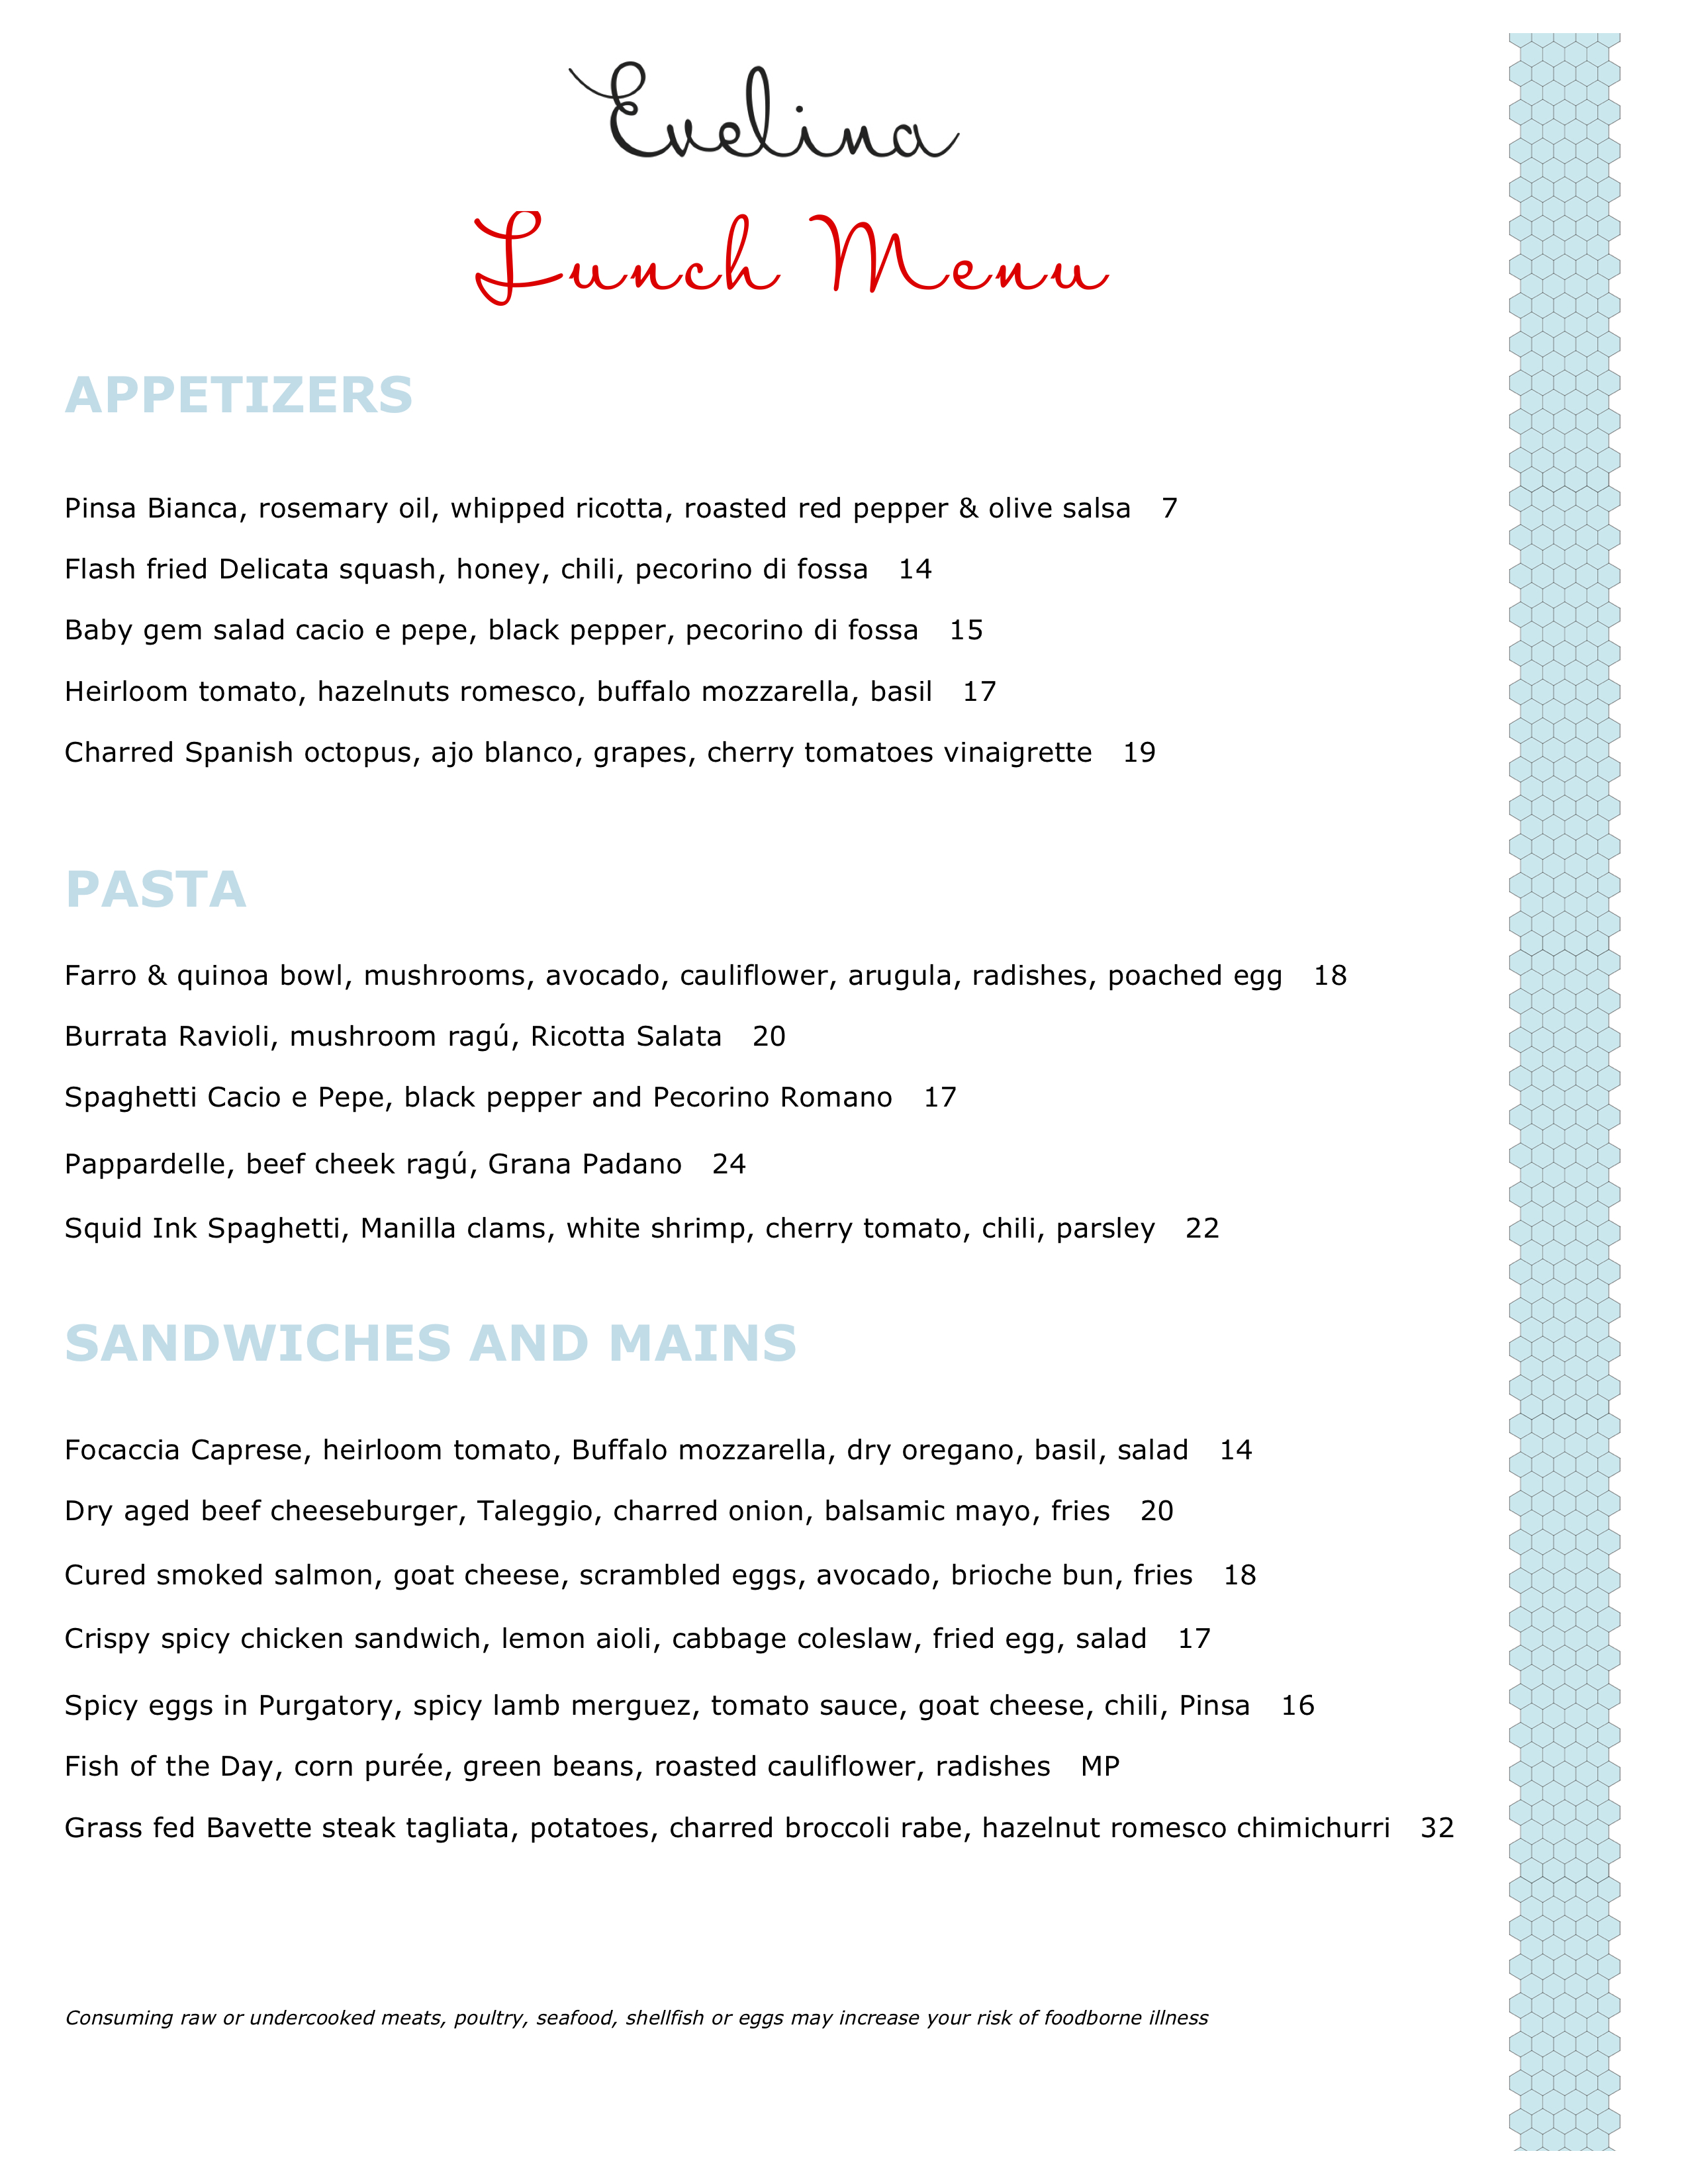 Evelina
Lunch Menu
APPETIZERS
Pinsa Bianca, rosemary oil, whipped ricotta, roasted red pepper & olive salsa 7
Flash fried Delicata squash, honey, chili, pecorino di fossa 14
Baby gem salad cacio e pepe, black pepper, pecorino di fossa 15
Heirloom tomato, hazelnuts romesco, buffalo mozzarella, basil 17
Charred Spanish octopus, ajo blanco, grapes, cherry tomatoes vinaigrette 19
PASTA
Farro & quinoa bowl, mushrooms, avocado, cauliflower, arugula, radishes, poached egg 18
Burrata Ravioli, mushroom ragú, Ricotta Salata 20
Spaghetti Cacio e Pepe, black pepper and Pecorino Romano 17
Pappardelle, beef cheek ragú, Grana Padano 24
Squid Ink Spaghetti, Manilla clams, white shrimp, cherry tomato, chili, parsley 22
SANDWICHES AND MAINS
Focaccia Caprese, heirloom tomato, Buffalo mozzarella, dry oregano, basil, salad 14
Dry aged beef cheeseburger, Taleggio, charred onion, balsamic mayo, fries 20
Cured smoked salmon, goat cheese, scrambled eggs, avocado, brioche bun, fries 18
Crispy spicy chicken sandwich, lemon aioli, cabbage coleslaw, fried egg, salad 17
Spicy eggs in Purgatory, spicy lamb merguez, tomato sauce, goat cheese, chili, Pinsa 16
Fish of the Day, corn purée, green beans, roasted cauliflower, radishes MP
Grass fed Bavette steak tagliata, potatoes, charred broccoli rabe, hazelnut romesco chimichurri 32
Consuming raw or undercooked meats, poultry, seafood, shellfish or eggs may increase your risk of foodborne illness